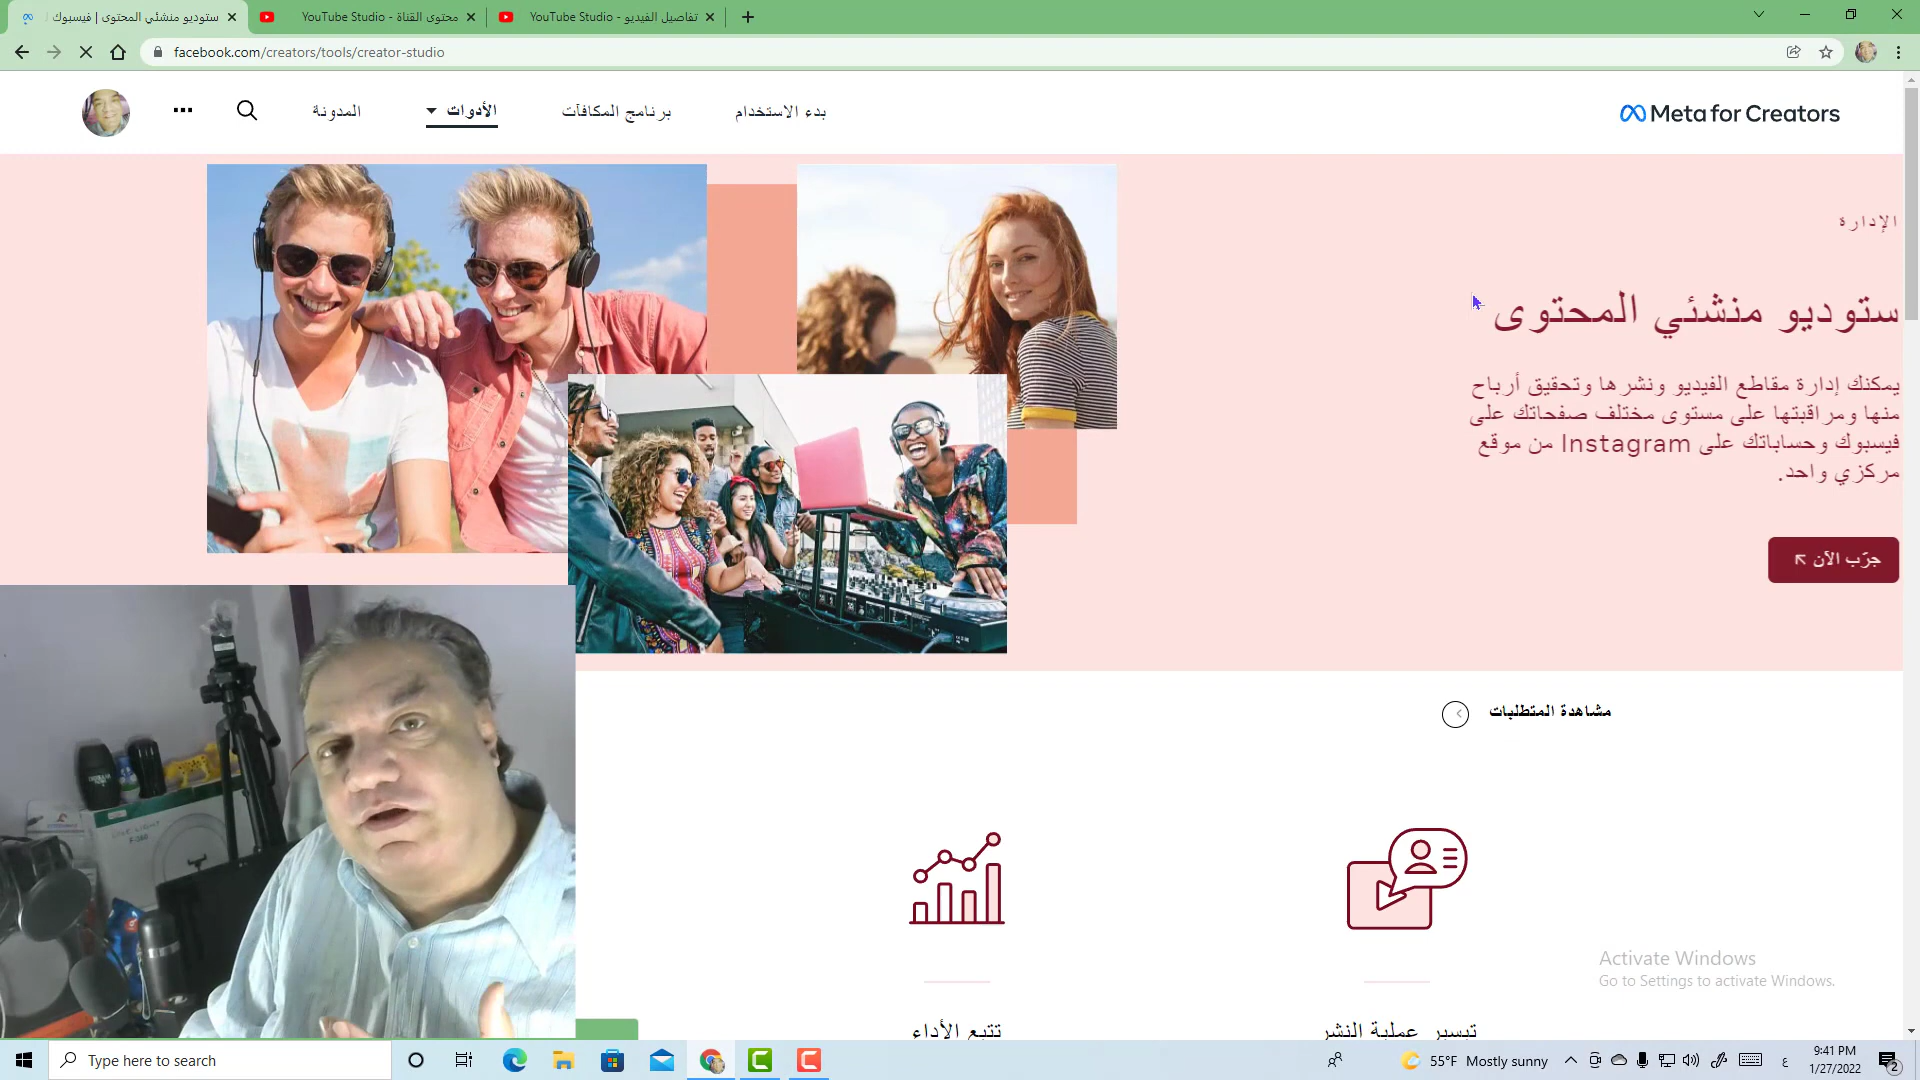 ستوديو منشئي المحتوى | فيسبوك
محتوى القناة - YouTube Studio
تفاصيل الفيديو - YouTube Studio
facebook.com/creators/tools/creator-studio
Meta for Creators
بدء الاستخدام
برنامج المكافآت
الأدوات
المدونة
الإدارة
ستوديو منشئي المحتوى
يمكنك إدارة مقاطع الفيديو ونشرها وتحقيق أرباح
منها ومراقبتها على مستوى مختلف صفحاتك على
فيسبوك وحساباتك على Instagram من موقع
مركزي واحد.
جرّب الآن
مشاهدة المتطلبات
تيسير عملية النشر
تتبع الأداء
Activate Windows
Go to Settings to activate Windows.
Type here to search
55°F Mostly sunny
ع
9:41 PM
1/27/2022
2